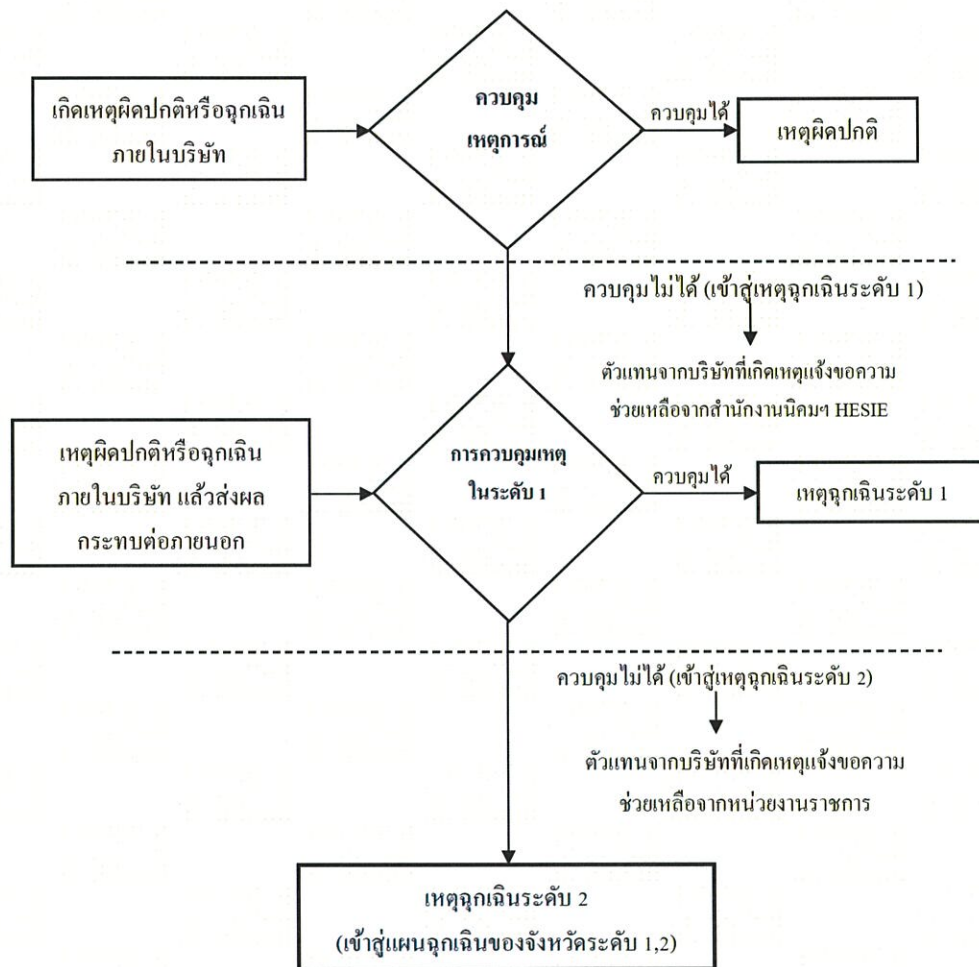 เกิดเหตุผิดปกติหรือฉุกเฉิน
ภายในบริษัท
ควบคุม
เหตุการณ์
ควบคุมได้
เหตุผิดปกติ
ควบคุมไม่ได้ (เข้าสู่เหตุฉุกเฉินระดับ 1)
ตัวแทนจากบริษัทที่เกิดเหตุแจ้งขอความ
ช่วยเหลือจากสำนักงานนิคมฯ HESIE
เหตุผิดปกติหรือฉุกเฉิน
ภายในบริษัท แล้วส่งผล
กระทบต่อภายนอก
การควบคุมเหตุ
ในระดับ 1
ควบคุมได้
เหตุฉุกเฉินระดับ 1
ควบคุมไม่ได้ (เข้าสู่เหตุฉุกเฉินระดับ 2)
ตัวแทนจากบริษัทที่เกิดเหตุแจ้งขอความ
ช่วยเหลือจากหน่วยงานราชการ
เหตุฉุกเฉินระดับ 2
(เข้าสู่แผนฉุกเฉินของจังหวัดระดับ 1,2)